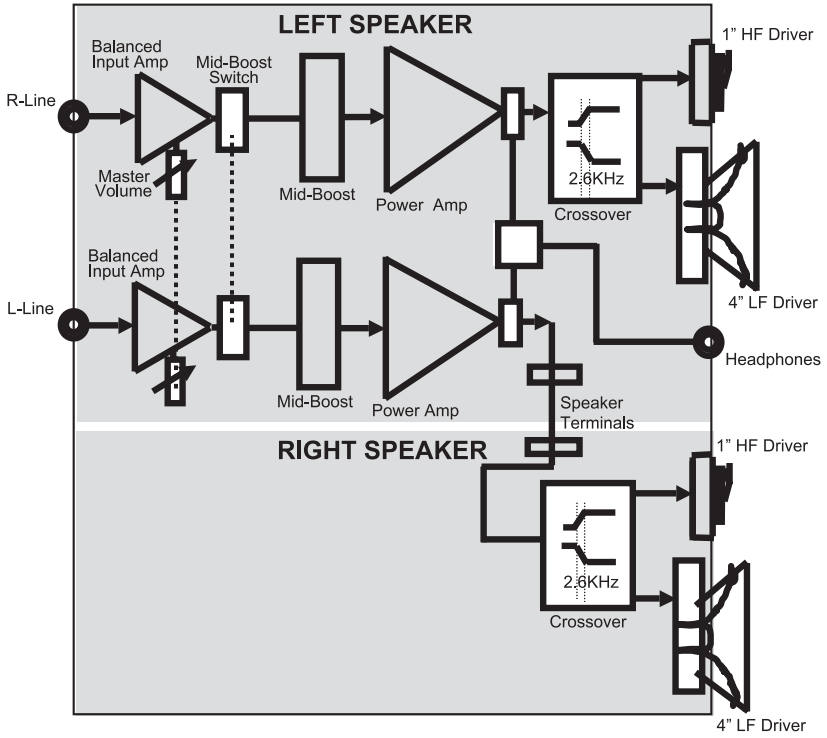 LEFT SPEAKER
1” HF Driver
Balanced
Input Amp
Mid-Boost
Switch
R-Line
Master
Volume
Mid-Boost
Power Amp
2.6KHz
Crossover
Balanced
Input Amp
L-Line
4” LF Driver
Headphones
Mid-Boost
Power Amp
Speaker
Terminals
RIGHT SPEAKER
1” HF Driver
2.6KHz
Crossover
4” LF Driver